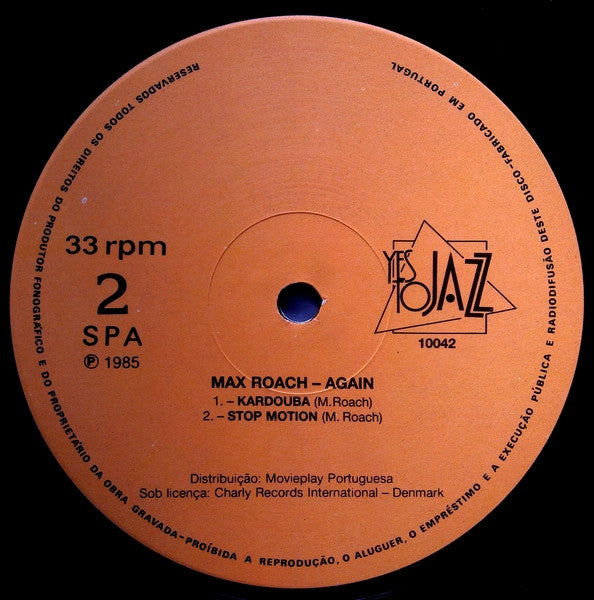 RESERVADOS TODOS OS DIREITOS DO PRODUTOR FONOGRÁFICO E DO PROPRIETÁRIO DA OBRA GRAVADA-PROÍBIDA A REPRODUÇÃO, O ALUGUER, O EMPRÉSTIMO E A EXECUÇÃO PÚBLICA E RADIODIFUSÃO DESTE DISCO-FABRICADO EM PORTUGAL
33 rpm
2
SPA
℗ 1985
YES
TO JAZZ
10042
MAX ROACH – AGAIN
1. – KARDOUBA (M.Roach)
2. – STOP MOTION (M. Roach)
Distribuição: Movieplay Portuguesa
Sob licença: Charly Records International – Denmark